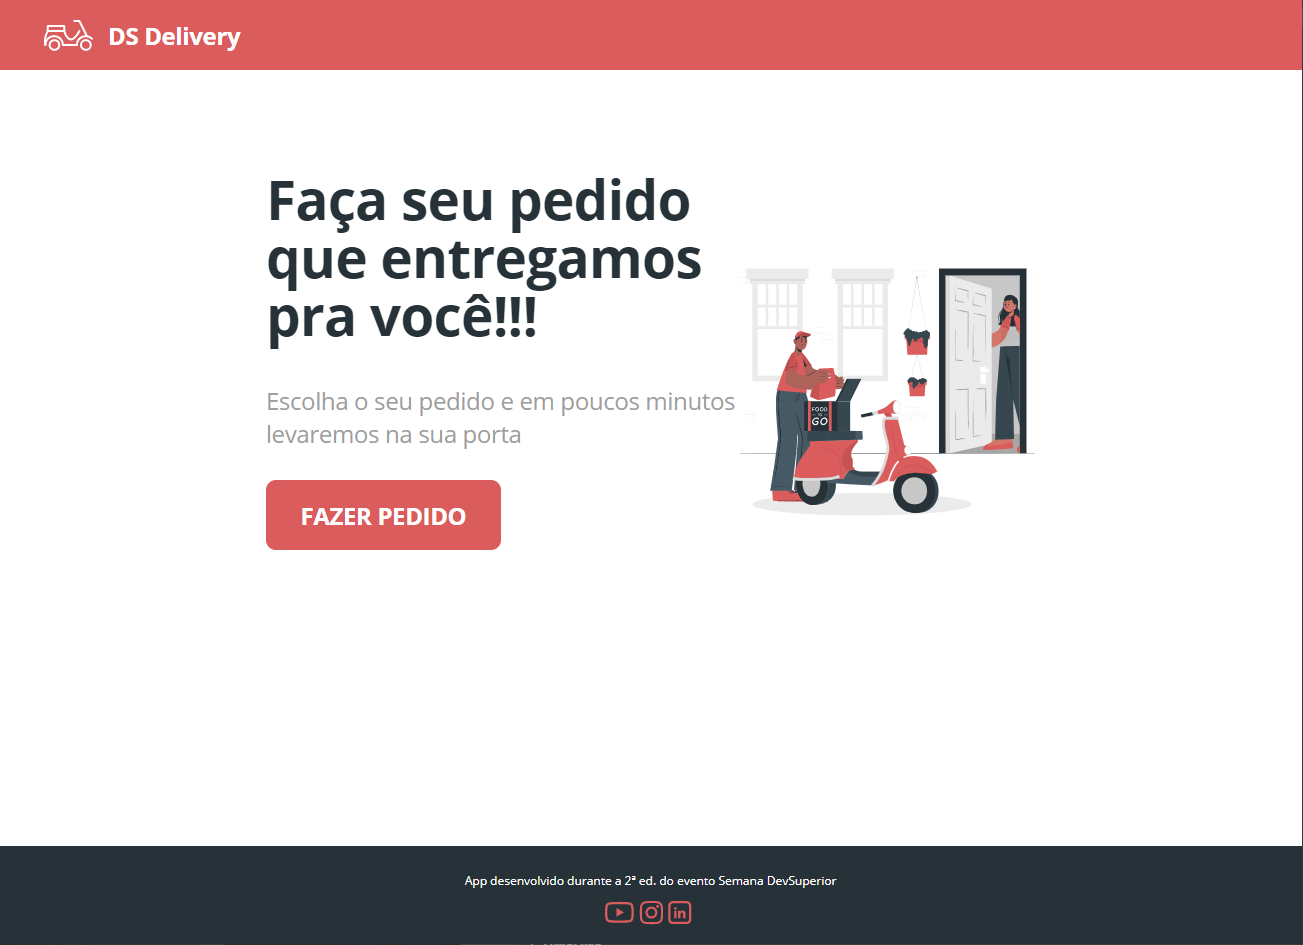 DS Delivery
Faça seu pedido
que entregamos
pra você!!!
Escolha o seu pedido e em poucos minutos
levaremos na sua porta
FOOD
TO
GO
FAZER PEDIDO
App desenvolvido durante a 2ª ed. do evento Semana DevSuperior
in